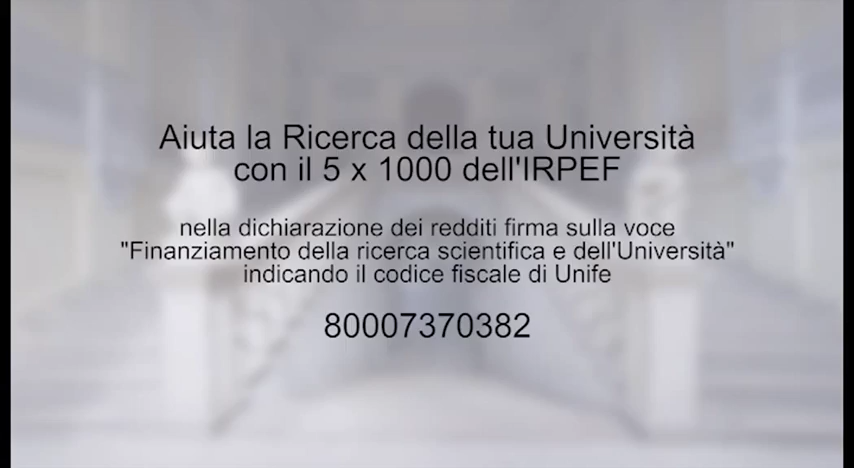 Aiuta la Ricerca della tua Università
con il 5 x 1000 dell'IRPEF
nella dichiarazione dei redditi firma sulla voce
"Finanziamento della ricerca scientifica e dell'Università"
indicando il codice fiscale di Unife
80007370382